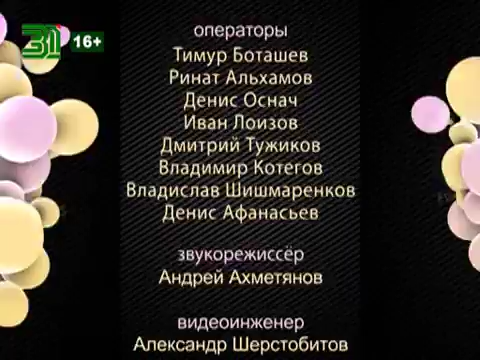 31 16+
операторы
Тимур Боташев
Ринат Альхамов
Денис Оснач
Иван Лоизов
Дмитрий Тужиков
Владимир Котегов
Владислав Шишмаренков
Денис Афанасьев
звукорежиссёр
Андрей Ахметянов
видеоинженер
Александр Шерстобитов